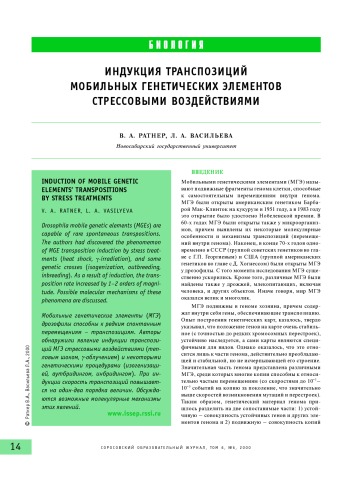 БИОЛОГИЯ
ИНДУКЦИЯ ТРАНСПОЗИЦИЙ
МОБИЛЬНЫХ ГЕНЕТИЧЕСКИХ ЭЛЕМЕНТОВ
СТРЕССОВЫМИ ВОЗДЕЙСТВИЯМИ
В. А. РАТНЕР, Л. А. ВАСИЛЬЕВА
Новосибирский государственный университет
INDUCTION OF MOBILE GENETIC
ELEMENTS' TRANSPOSITIONS
BY STRESS TREATMENTS
V. A. RATNER, L. A. VASILYEVA
Drosophila mobile genetic elements (MGEs) are
capable of rare spontaneous transpositions.
The authors had discovered the phenomenon
of MGE transposition induction by stress treat-
ments (heat shock, γ-irradiation), and some
genetic crosses (isogenization, outbreeding,
inbreeding). As a result of induction, the trans-
position rate increased by 1–2 orders of magni-
tude. Possible molecular mechanisms of these
phenomena are discussed.
Мобильные генетические элементы (МГЭ)
дрозофилы способны к редким спонтанным
перемещениям – транспозициям. Авторы
обнаружили явление индукции транспози-
ций МГЭ стрессовыми воздействиями (теп-
ловым шоком, γ-облучением) и некоторыми
генетическими процедурами (изогенизаци-
ей, аутбридингом, инбридингом). При ин-
дукции скорость транспозиций повышает-
ся на один-два порядка величин. Обсужда-
ются возможные молекулярные механизмы
этих явлений.
www.issep.rssi.ru
© Ратнер В.А., Васильева Л.А., 2000
ВВЕДЕНИЕ
Мобильными генетическими элементами (МГЭ) назы-
вают подвижные фрагменты генома клетки, способные
к самостоятельным перемещениям внутри генома.
МГЭ были открыты американским генетиком Барба-
рой Мак-Клинток на кукурузе в 1951 году, а в 1983 году
это открытие было удостоено Нобелевской премии. В
60-х годах МГЭ были открыты также у микроорганиз-
мов, причем выявлены их некоторые молекулярные
особенности и механизмы транспозиций (перемеще-
ний внутри генома). Наконец, в конце 70-х годов одно-
временно в СССР (группой советских генетиков во гла-
ве с Г.П. Георгиевым) и США (группой американских
генетиков во главе с Д. Хогнессом) были открыты МГЭ
у дрозофилы. С того момента исследования МГЭ суще-
ственно ускорились. Кроме того, различные МГЭ были
найдены также у дрожжей, млекопитающих, включая
человека, и других объектов. Иначе говоря, мир МГЭ
оказался велик и многолик.
МГЭ подвижны в геноме хозяина, причем содер-
жат внутри себя гены, обеспечивающие транспозицию.
Опыт построения генетических карт, казалось, твердо
указывал, что положение генов на карте очень стабиль-
ное (с точностью до редких хромосомных перестроек),
устойчиво наследуется, а сами карты являются специ-
фичными для видов. Однако оказалось, что это отно-
сится лишь к части генома, действительно преобладаю-
щей и стабильной, но не исчерпывающей его строение.
Значительная часть генома представлена различными
МГЭ, среди которых многие копии способны к относи-
тельно частым перемещениям (со скоростями до 10⁻²–
10⁻³ событий на копию за поколение, что значительно
выше скоростей возникновения мутаций и перестроек).
Таким образом, генетический материал генома при-
шлось разделить на две сопоставимые части: 1) устой-
чивую – совокупность устойчивых генов и других эле-
ментов генома и 2) подвижную – совокупность копий
14
СОРОСОВСКИЙ ОБРАЗОВАТЕЛЬНЫЙ ЖУРНАЛ, ТОМ 6, №6, 2000